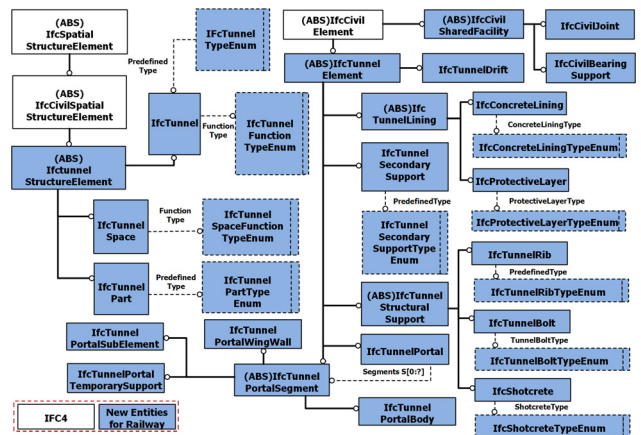 (ABS)
IfcSpatial
StructureElement
(ABS)
IfcCivilSpatial
StructureElement
(ABS)
Ifctunnel
StructureElement
IfcTunnel
TypeEnum
Predefined
Type
IfcTunnel
Function
Type
IfcTunnel
Function
TypeEnum
IfcTunnel
Space
Function
Type
IfcTunnel
SpaceFunction
TypeEnum
IfcTunnel
Part
Predefined
Type
IfcTunnel
PartType
Enum
(ABS)IfcCivil
Element
(ABS)IfcCivil
SharedFacility
IfcCivilJoint
IfcCivilBearing
Support
(ABS)IfcTunnel
Element
IfcTunnelDrift
(ABS)Ifc
TunnelLining
IfcConcreteLining
ConcreteLiningType
IfcConcreteLiningTypeEnum
IfcProtectiveLayer
ProtectiveLayerType
IfcProtectiveLayerTypeEnum
IfcTunnel
Secondary
Support
PredefinedType
IfcTunnel
Secondary
SupportType
Enum
(ABS)IfcTunnel
Structural
Support
IfcTunnelRib
PredefinedType
IfcTunnelRibTypeEnum
IfcTunnelBolt
TunnelBoltType
IfcTunnelBoltTypeEnum
IfcShotcrete
ShotcreteType
IfcShotcreteTypeEnum
IfcTunnelPortal
Segments S[0:?]
IfcTunnel
PortalSubElement
IfcTunnel
PortalWingWall
IfcTunnelPortal
TemporarySupport
(ABS)IfcTunnel
PortalSegment
IfcTunnel
PortalBody
IFC4
New Entities
for Railway